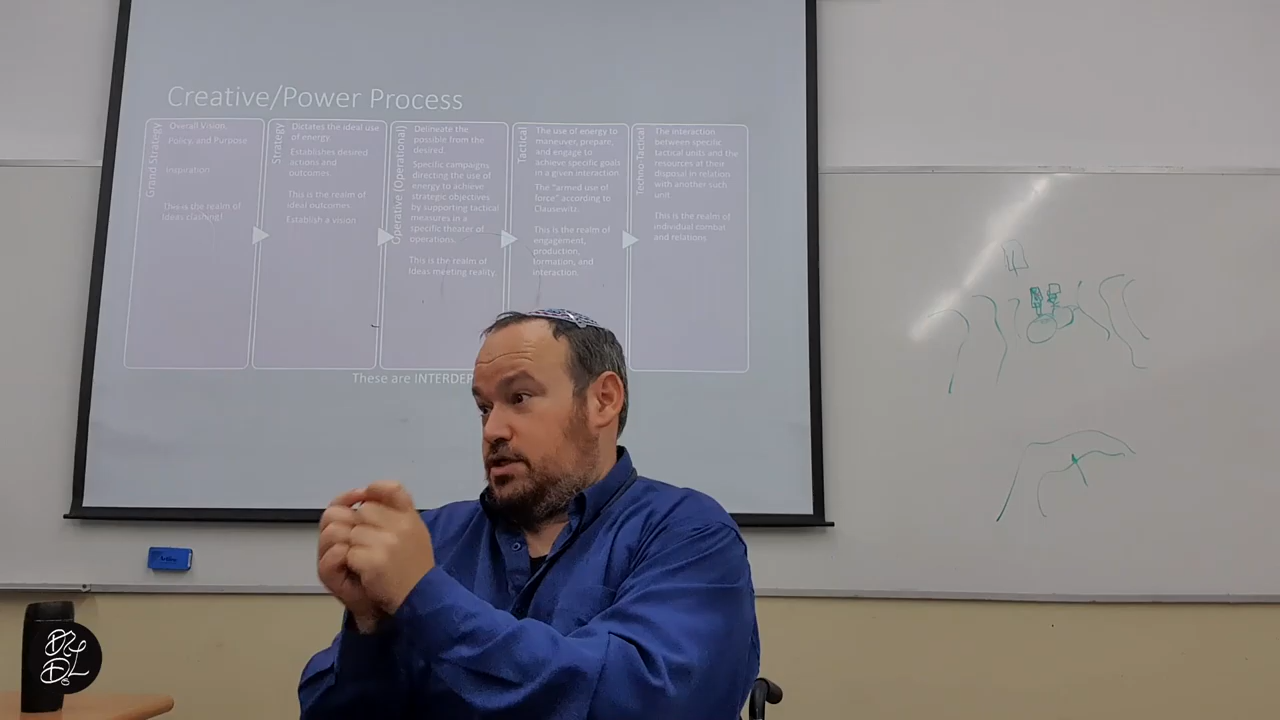 Creative/Power Process
Grand Strategy
Overall Vision
Policy, and Purpose
Inspiration
This is the realm of
Ideas clashing!
Strategy
Dictates the ideal use
of energy
Establishes desired
actions and
outcomes.
This is the realm of
ideal outcomes
Establish a vision
Operative (Operational)
Delineate the
possible from the
desired.
Specific campaigns
directing the use of
energy to achieve
strategic objectives
by supporting tactical
measures in a
specific theater of
operations.
This is the realm of
Ideas meeting reality
Tactical
The use of energy to
maneuver, prepare,
and engage to
achieve specific goals
in a given interaction
The "armed use of
force" according to
Clausewitz
This is the realm of
engagement,
production,
formation, and
interaction.
Techno-Tactical
The interaction
between specific
tactical units and the
resources at their
disposal in relation
with another such
unit.
This is the realm of
individual combat
and relations
These are INTERDEP